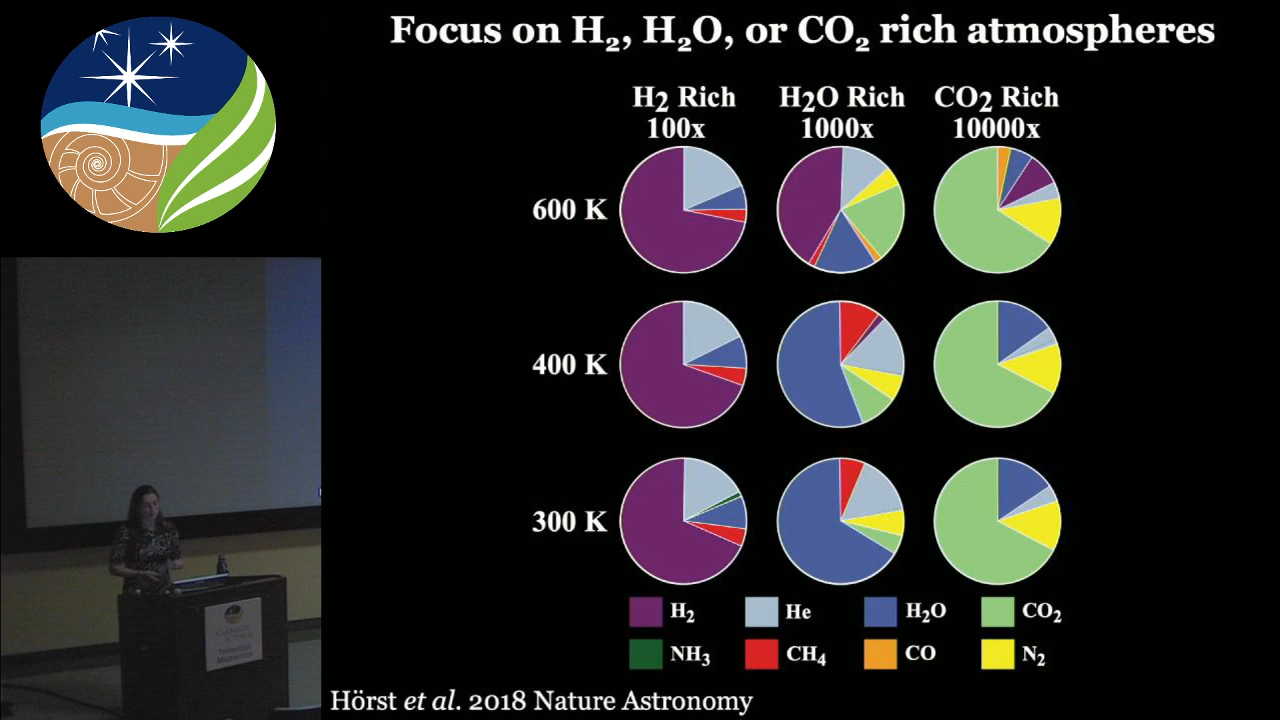 Focus on H₂, H₂O, or CO₂ rich atmospheres
H2 Rich
100x
H2O Rich
1000x
CO2 Rich
10000x
600 K
400 K
300 K
H₂
He
H₂O
CO₂
NH₃
CH₄
CO
N₂
Hörst et al. 2018 Nature Astronomy